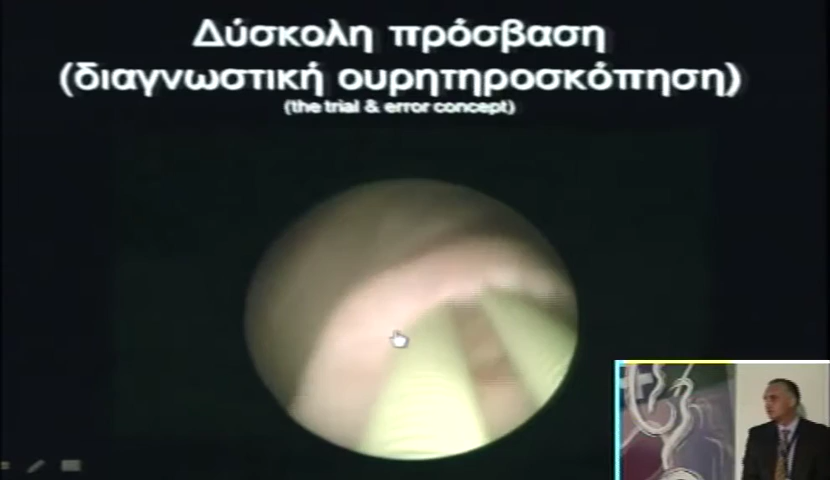 Δύσκολη πρόσβαση
(διαγνωστική ουρητηροσκόπηση)
(the trial & error concept)